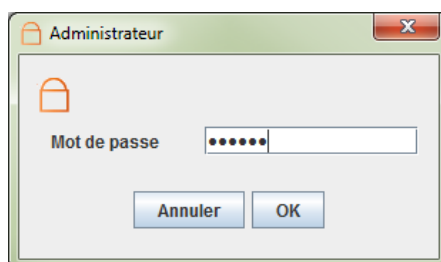 Administrateur
Mot de passe ••••••
Annuler OK